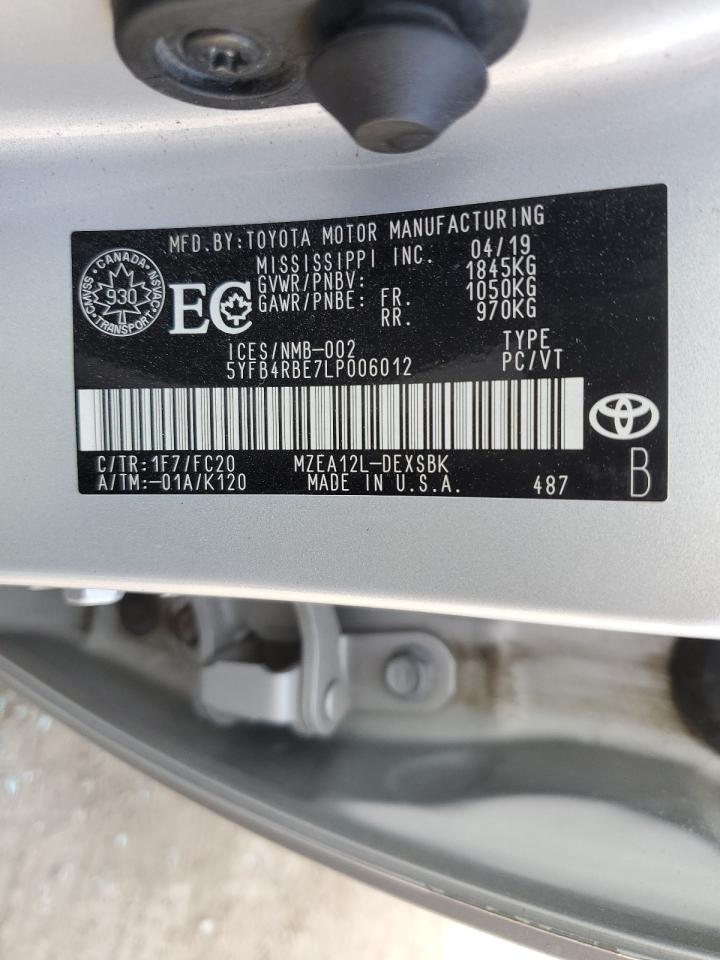 MFD.BY:TOYOTA MOTOR MANUFACTURING
MISSISSIPPI INC. 04/19
GVWR/PNBV: 1845KG
GAWR/PNBE: FR. 1050KG
RR. 970KG
CANADA
SVMSS 930 NSVAC
TRANSPORT
EC
ICES/NMB-002
TYPE
5YFB4RBE7LP006012
PC/VT
C/TR:1F7/FC20 MZEA12L-DEXSBK
A/TM:-01A/K120 MADE IN U.S.A. 487 B